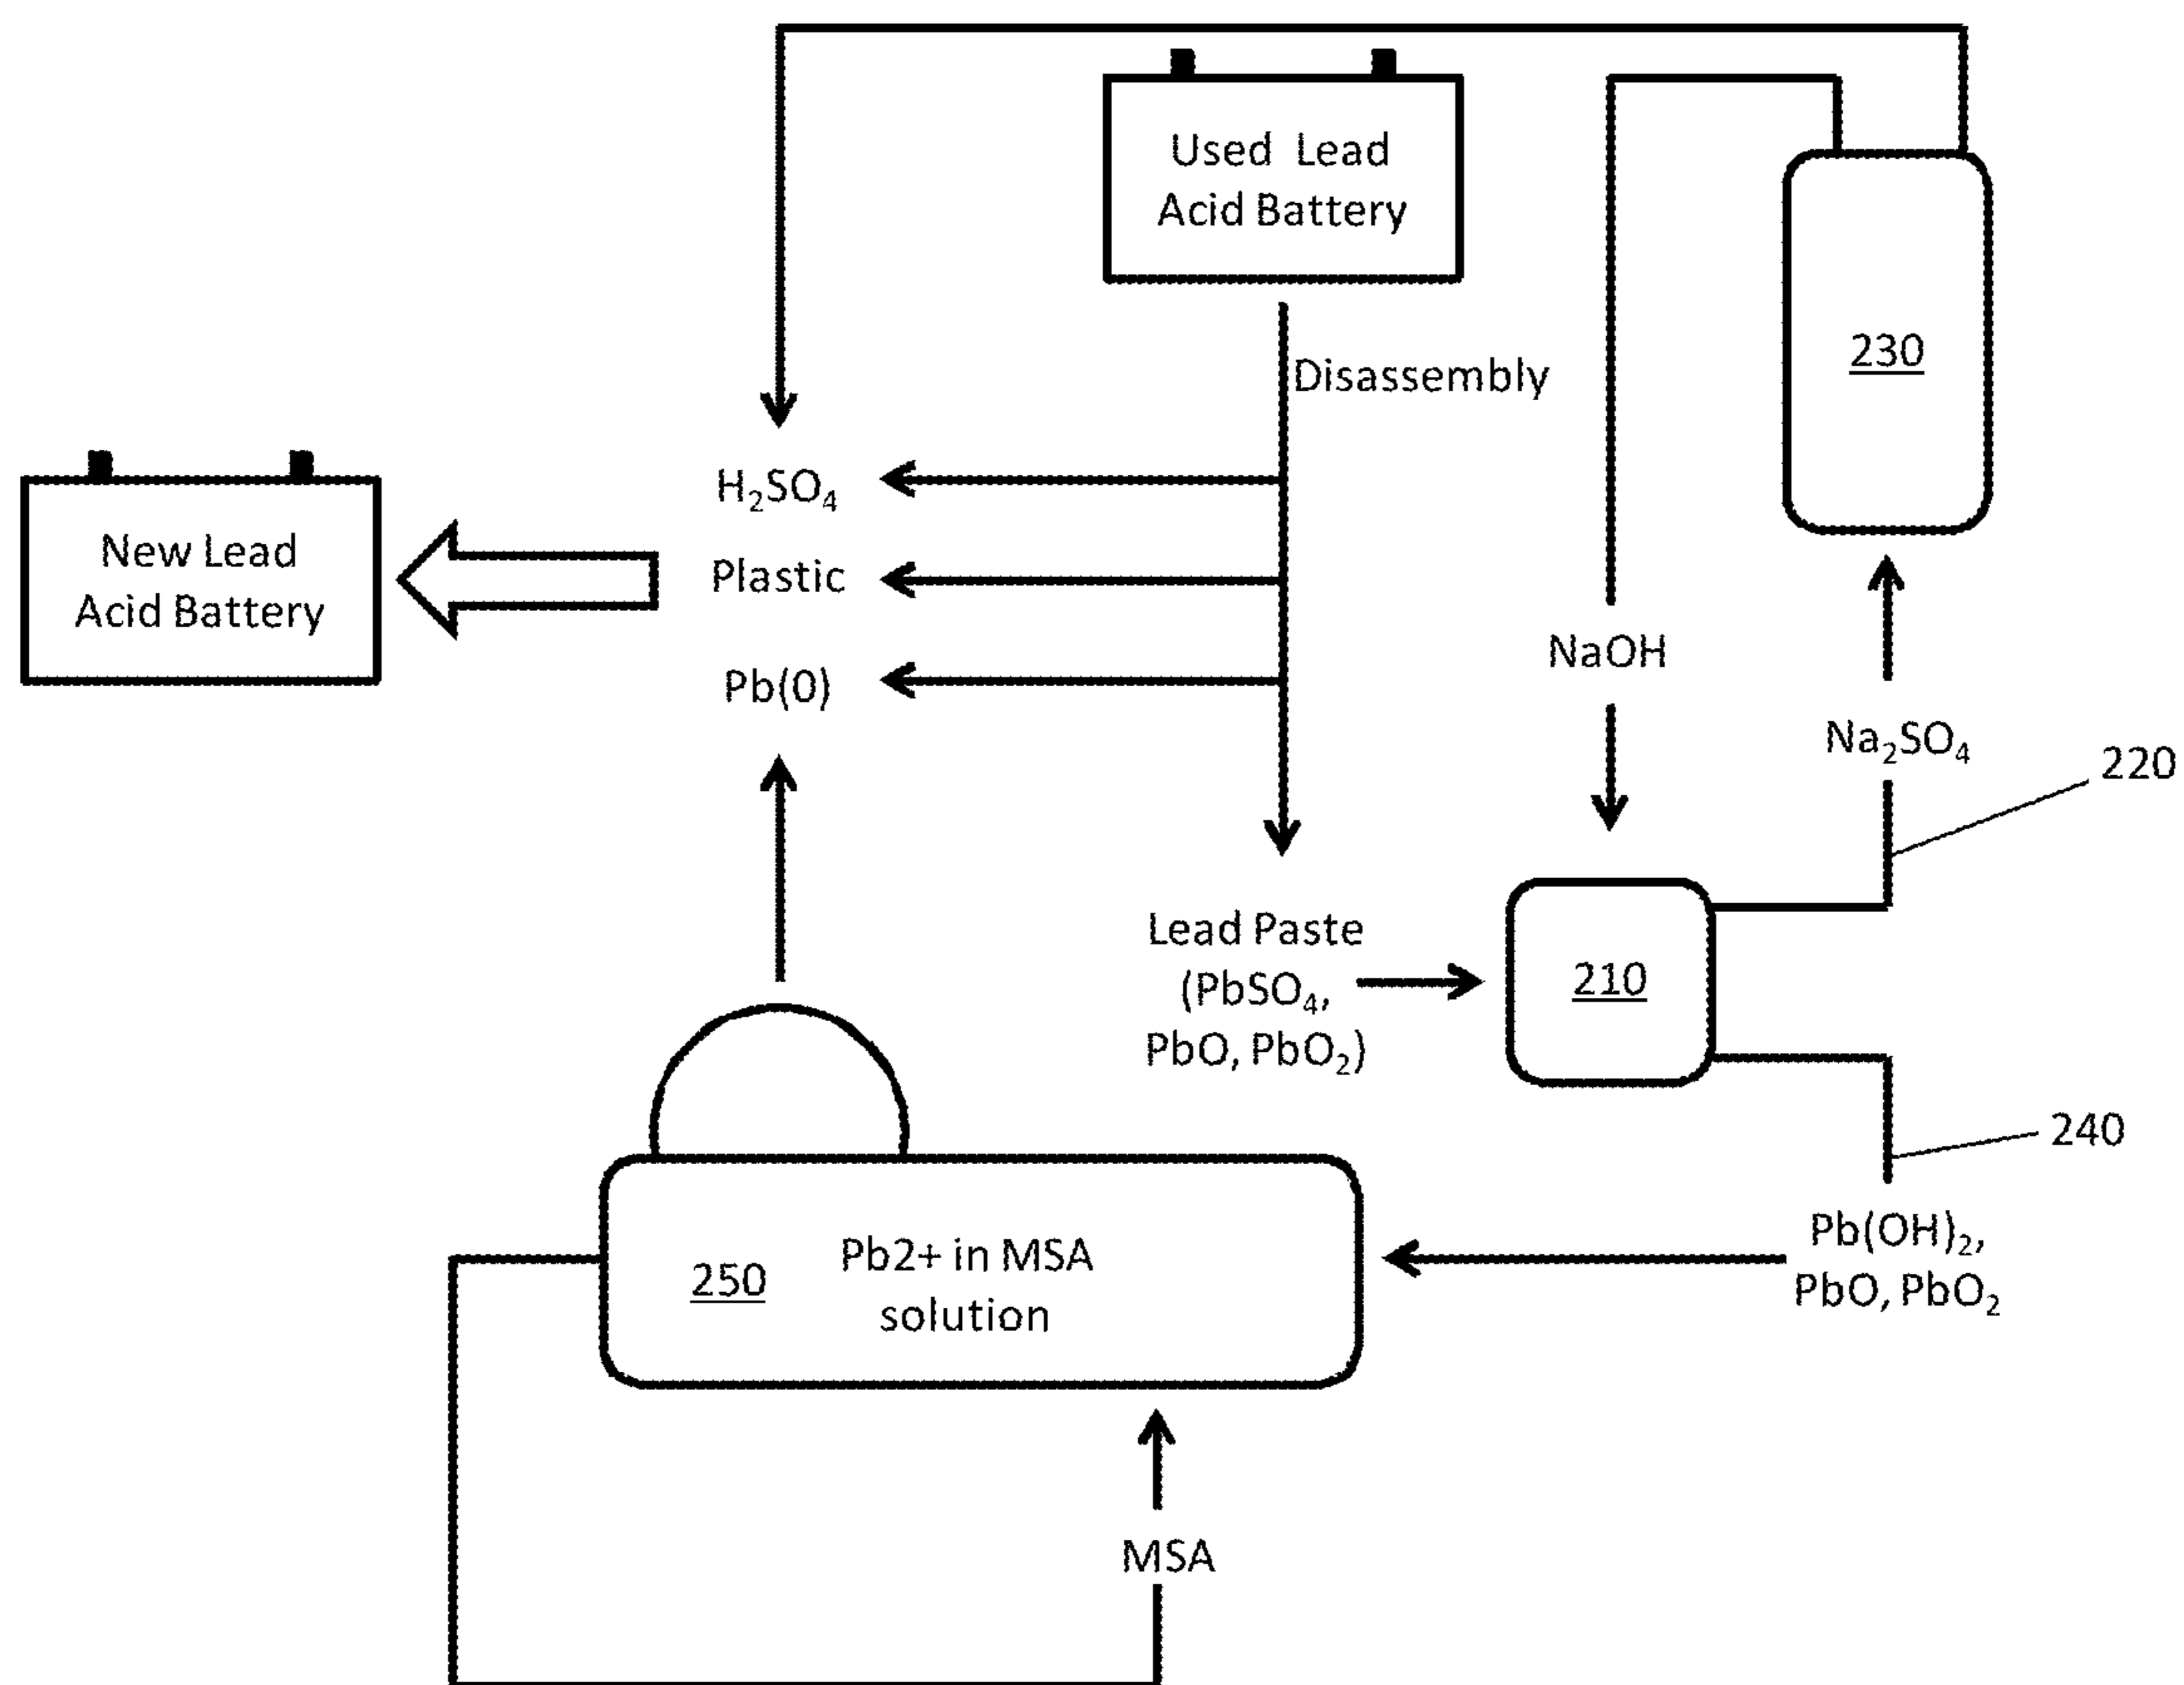 Used Lead
Acid Battery
230
Disassembly
H₂SO₄
New Lead
Acid Battery
Plastic
NaOH
Pb(0)
Na₂SO₄
220
Lead Paste
(PbSO₄,
PbO, PbO₂)
210
240
Pb(OH)₂,
PbO, PbO₂
250
Pb2+ in MSA
solution
MSA